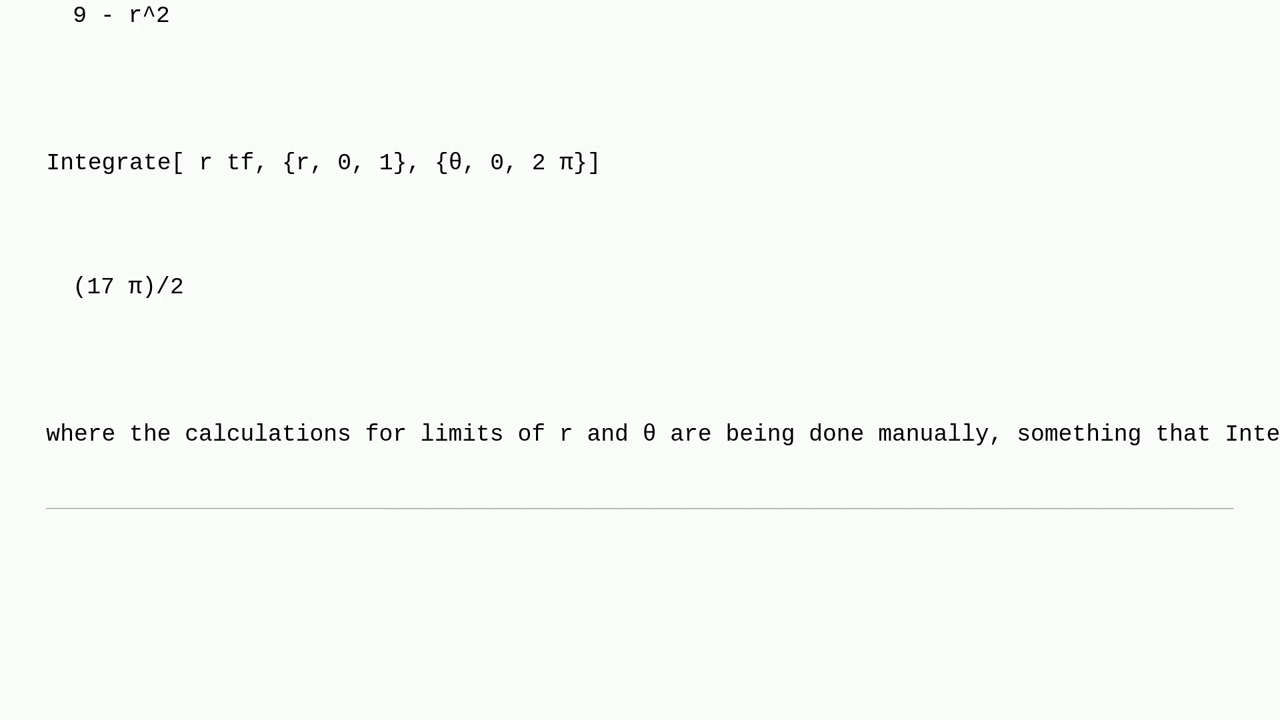 9 - r^2
Integrate[ r tf, {r, 0, 1}, {θ, 0, 2 π}]
(17 π)/2
where the calculations for limits of r and θ are being done manually, something that Inte